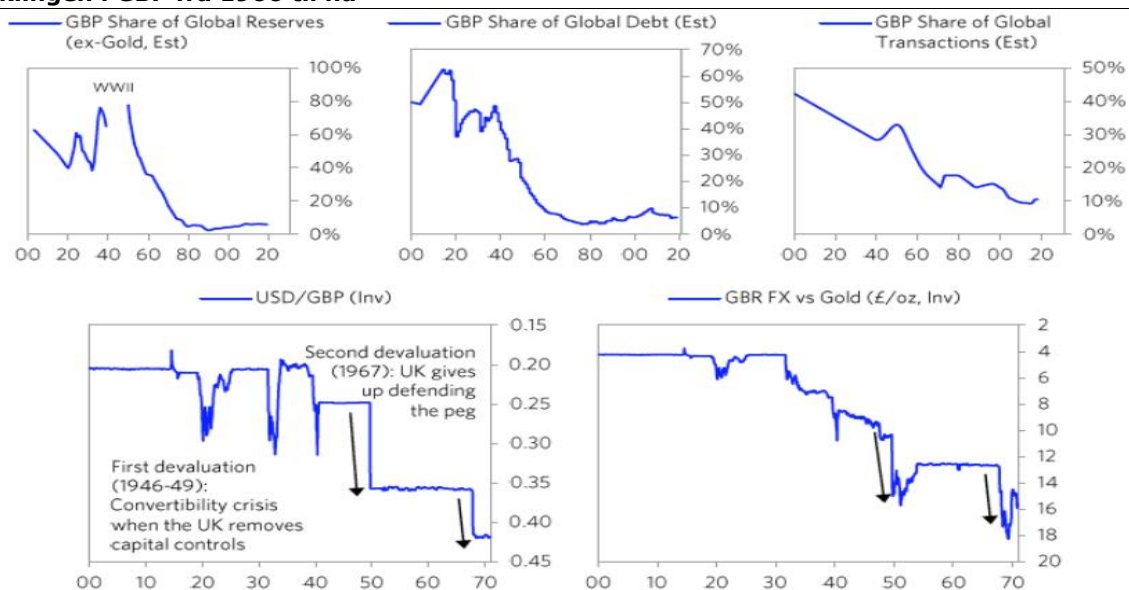 GBP Share of Global Reserves
(ex-Gold, Est)
100%
80%
60%
40%
20%
0%
WWII
00 20 40 60 80 00 20
GBP Share of Global Debt (Est)
70%
60%
50%
40%
30%
20%
10%
0%
00 20 40 60 80 00 20
GBP Share of Global
Transactions (Est)
50%
40%
30%
20%
10%
0%
00 20 40 60 80 00 20
USD/GBP (Inv)
0.15
0.20
0.25
0.30
0.35
0.40
0.45
Second devaluation
(1967): UK gives
up defending
the peg
First devaluation
(1946-49):
Convertibility crisis
when the UK removes
capital controls
00 10 20 30 40 50 60 70
GBR FX vs Gold (£/oz, Inv)
2
4
6
8
10
12
14
16
18
20
00 10 20 30 40 50 60 70